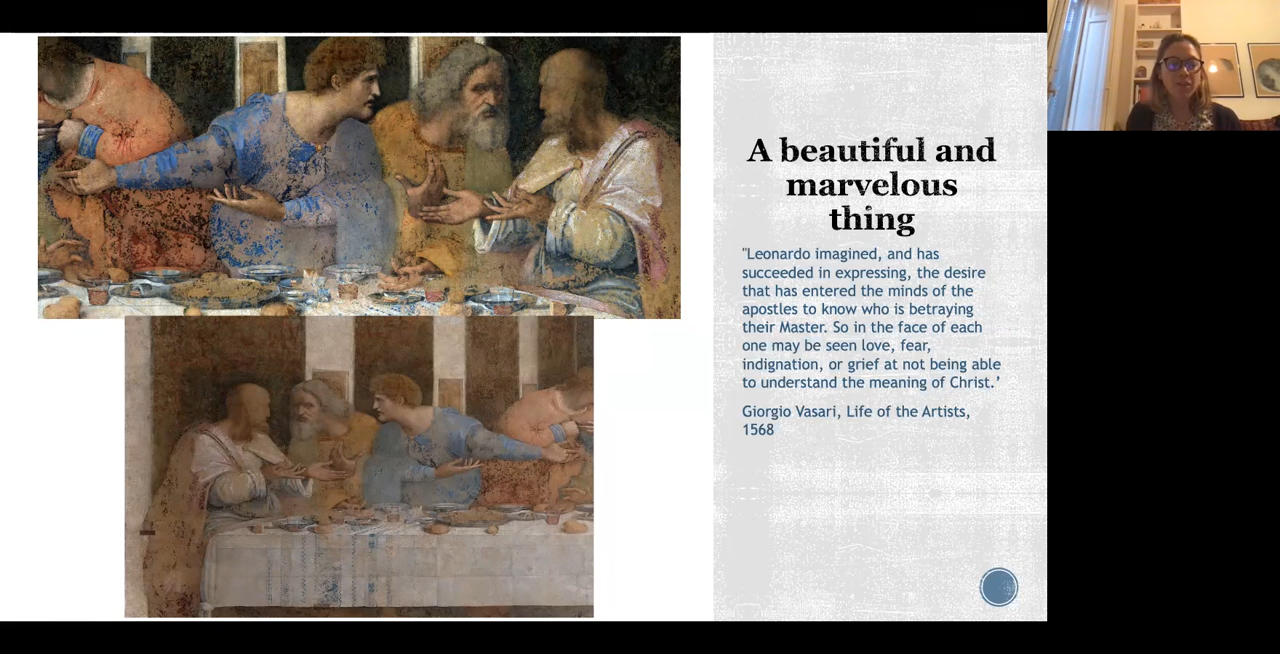 A beautiful and
marvelous
thing
"Leonardo imagined, and has
succeeded in expressing, the desire
that has entered the minds of the
apostles to know who is betraying
their Master. So in the face of each
one may be seen love, fear,
indignation, or grief at not being able
to understand the meaning of Christ.’
Giorgio Vasari, Life of the Artists,
1568